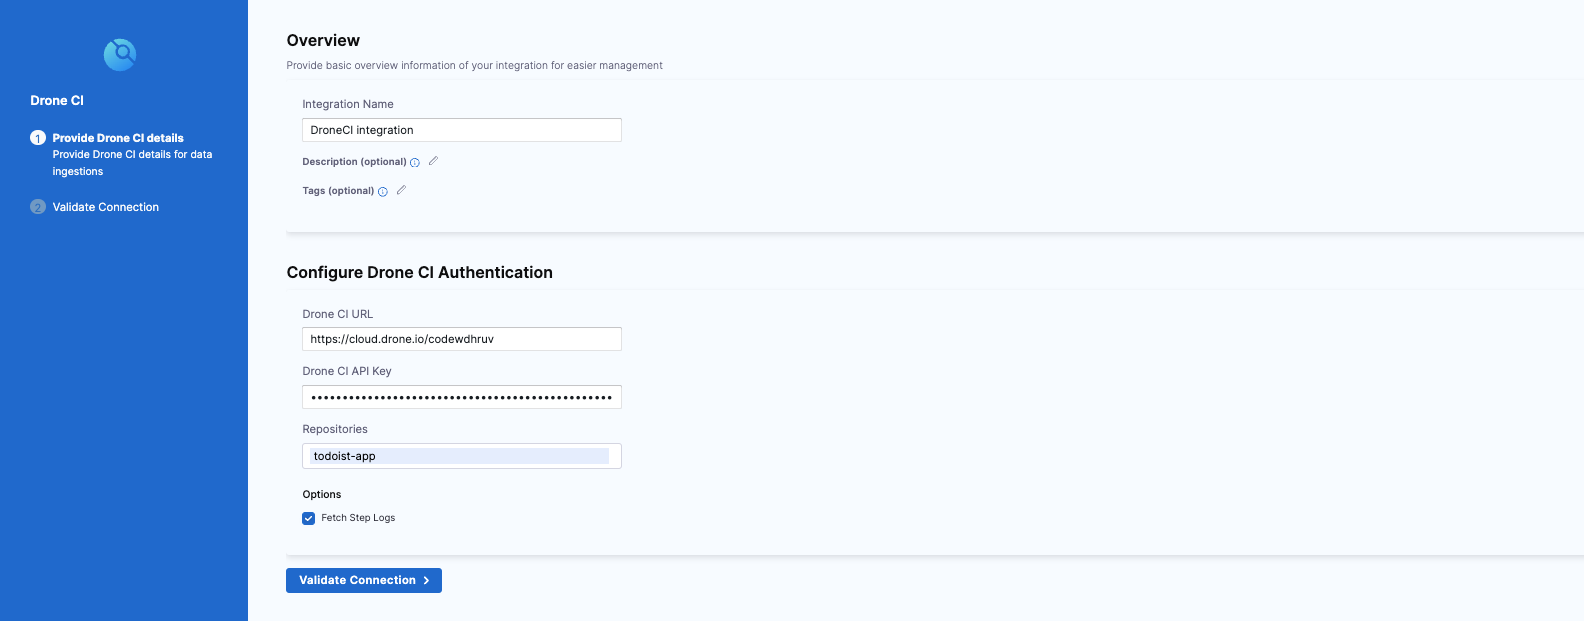 Drone CI
1 Provide Drone CI details
Provide Drone CI details for data
ingestions
2 Validate Connection
Overview
Provide basic overview information of your integration for easier management
Integration Name
DroneCI integration
Description (optional)
Tags (optional)
Configure Drone CI Authentication
Drone CI URL
https://cloud.drone.io/codewdhruv
Drone CI API Key
••••••••••••••••••••••••••••••••••••••••••••••••
Repositories
todoist-app
Options
Fetch Step Logs
Validate Connection